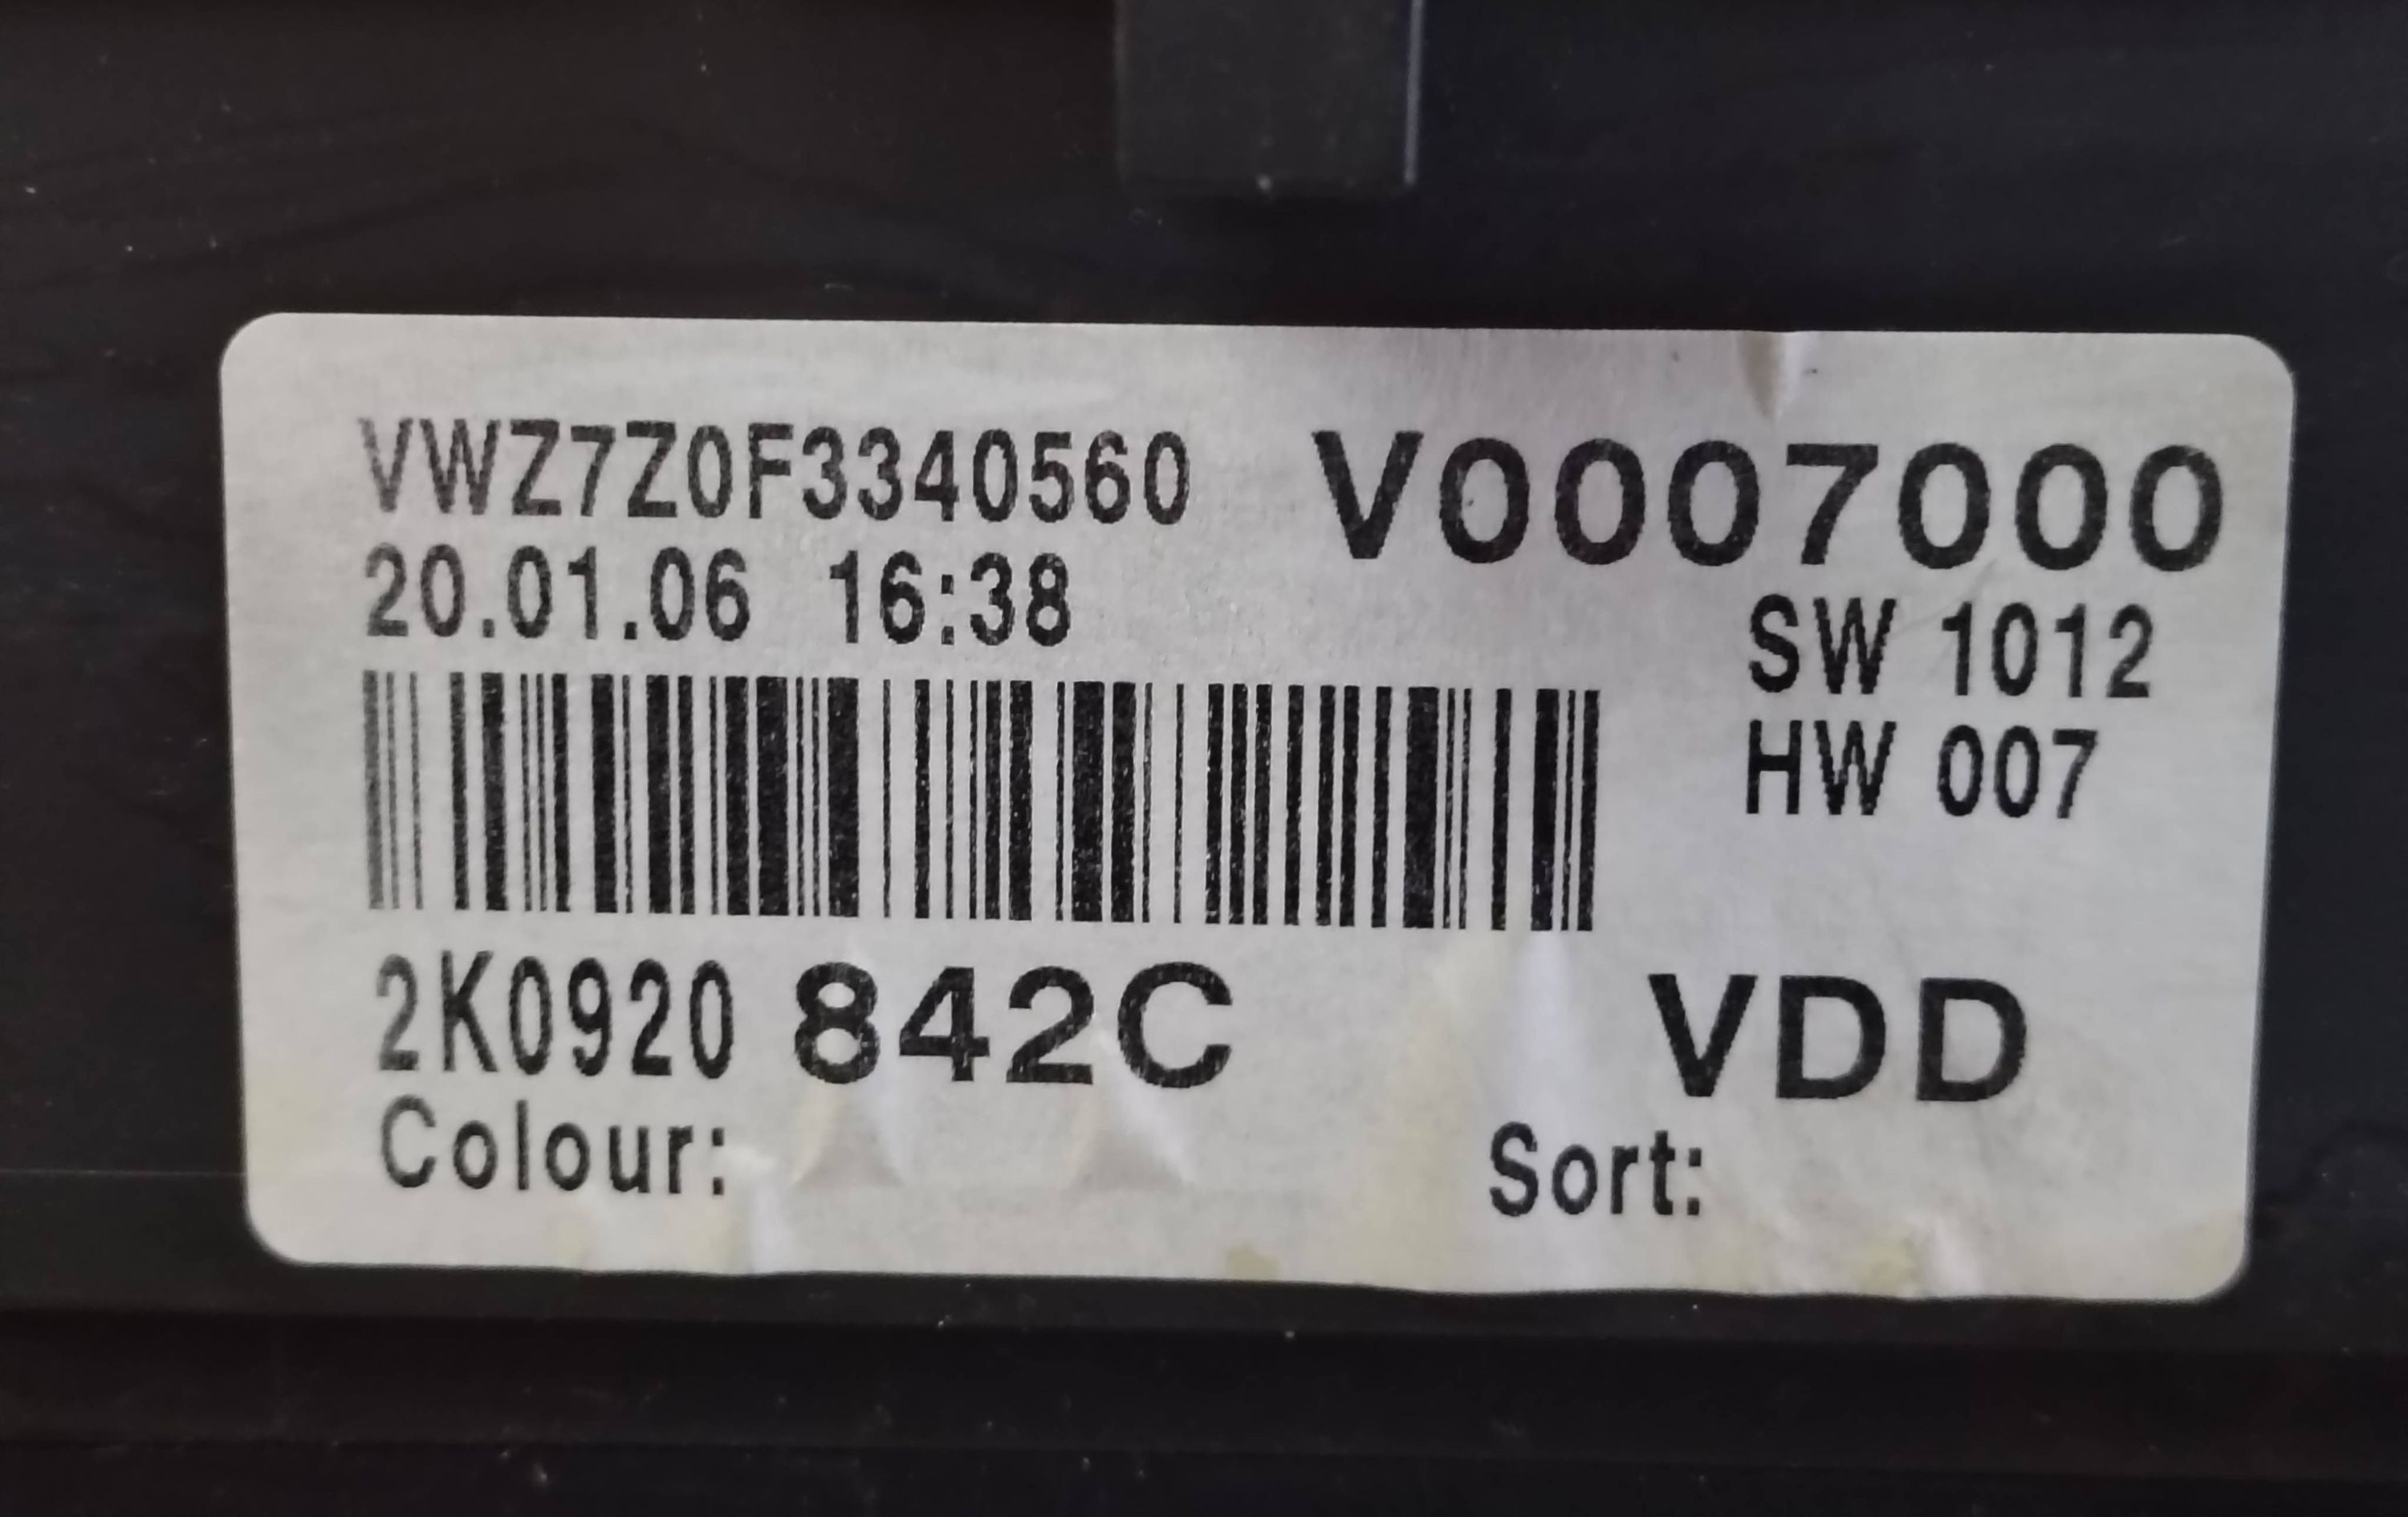 VWZ7Z0F3340560 V0007000
20.01.06 16:38
SW 1012
HW 007
2K0920 842C VDD
Colour: Sort: